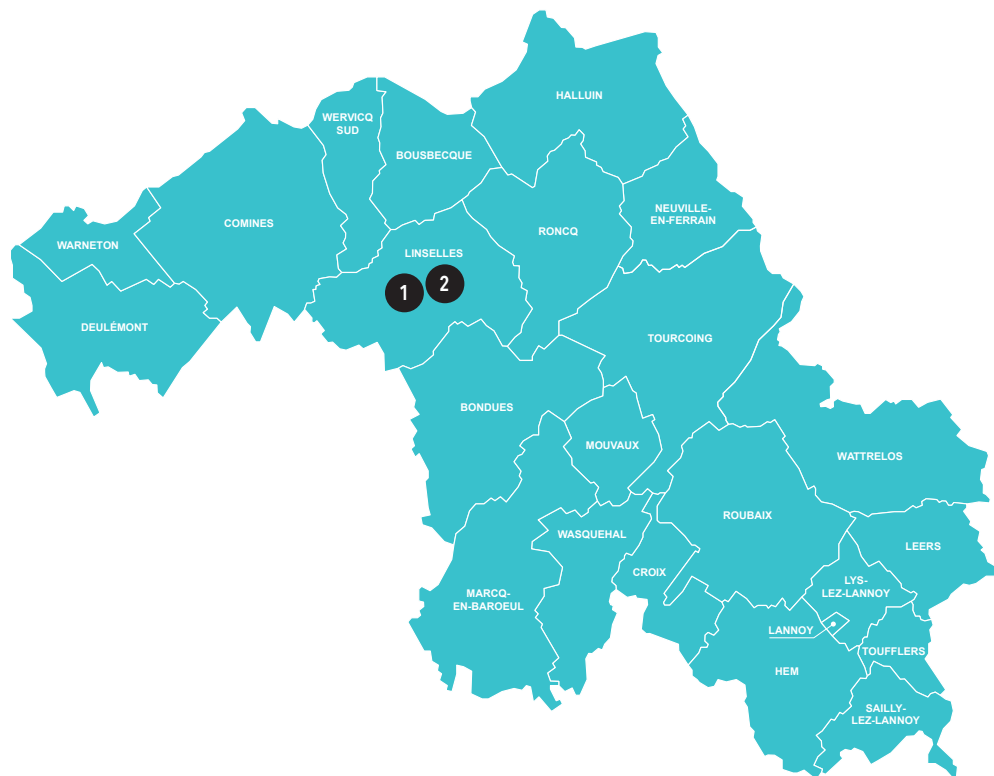 HALLUIN
WERVICQ
SUD
BOUSBECQUE
NEUVILLE-
EN-FERRAIN
COMINES
RONCQ
WARNETON
LINSELLES
1
2
DEULÉMONT
TOURCOING
BONDUES
MOUVAUX
WATTRELOS
ROUBAIX
WASQUEHAL
LEERS
CROIX
LYS-
LEZ-LANNOY
MARCQ-
EN-BAROEUL
LANNOY
TOUFFLERS
HEM
SAILLY-
LEZ-LANNOY